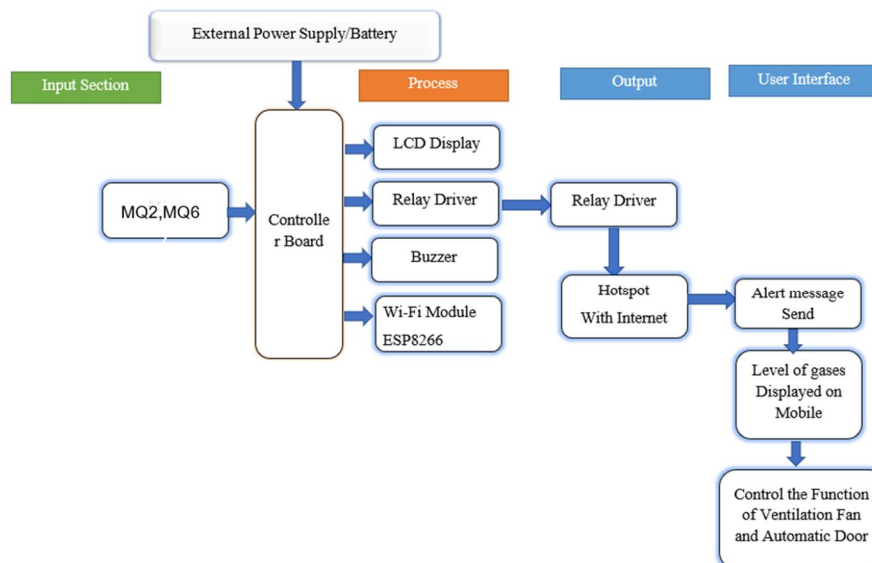 External Power Supply/Battery
Input Section
Process
Output
User Interface
LCD Display
MQ2,MQ6
Controlle
r Board
Relay Driver
Relay Driver
Buzzer
Wi-Fi Module
ESP8266
Hotspot
With Internet
Alert message
Send
Level of gases
Displayed on
Mobile
Control the Function
of Ventilation Fan
and Automatic Door